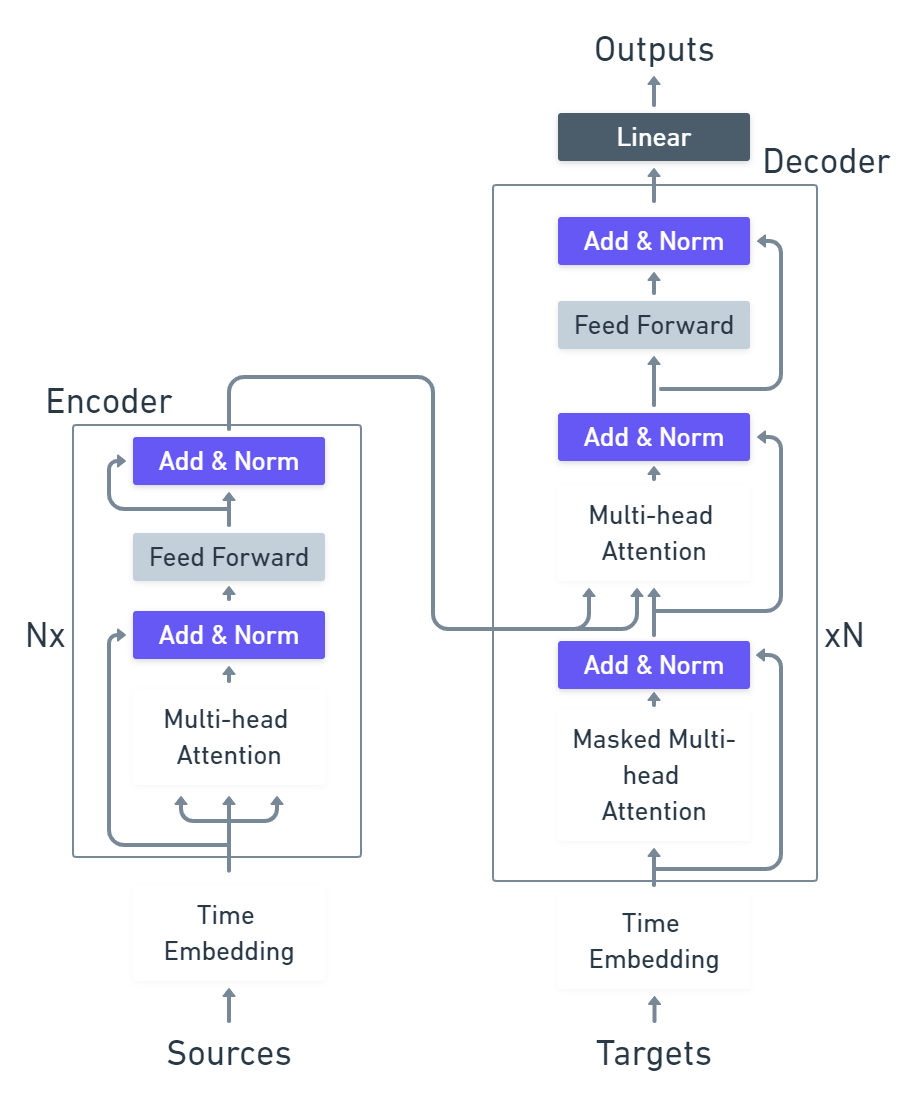 Outputs
Linear
Decoder
Add & Norm
Feed Forward
Add & Norm
Multi-head
Attention
Add & Norm
xN
Masked Multi-
head
Attention
Time
Embedding
Targets
Encoder
Add & Norm
Feed Forward
Add & Norm
Nx
Multi-head
Attention
Time
Embedding
Sources